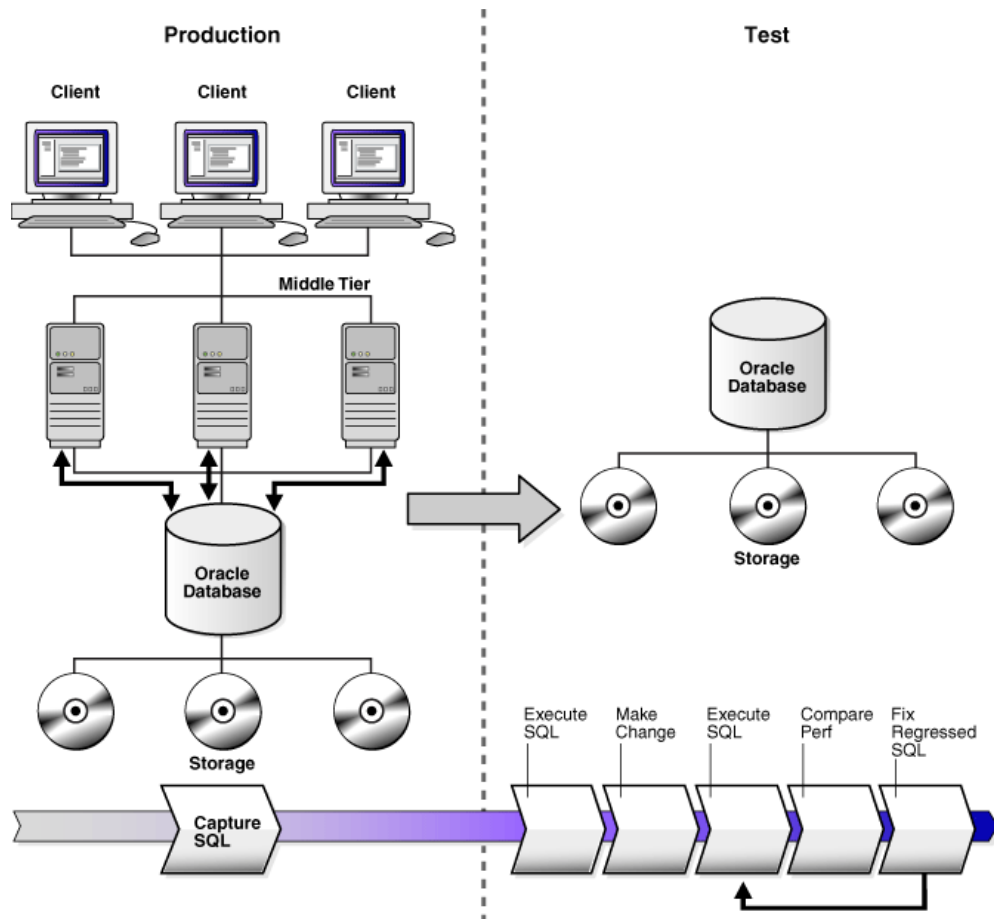 Production
Test
Client
Client
Client
Middle Tier
Oracle
Database
Storage
Oracle
Database
Storage
Capture
SQL
Execute
SQL
Make
Change
Execute
SQL
Compare
Perf
Fix
Regressed
SQL